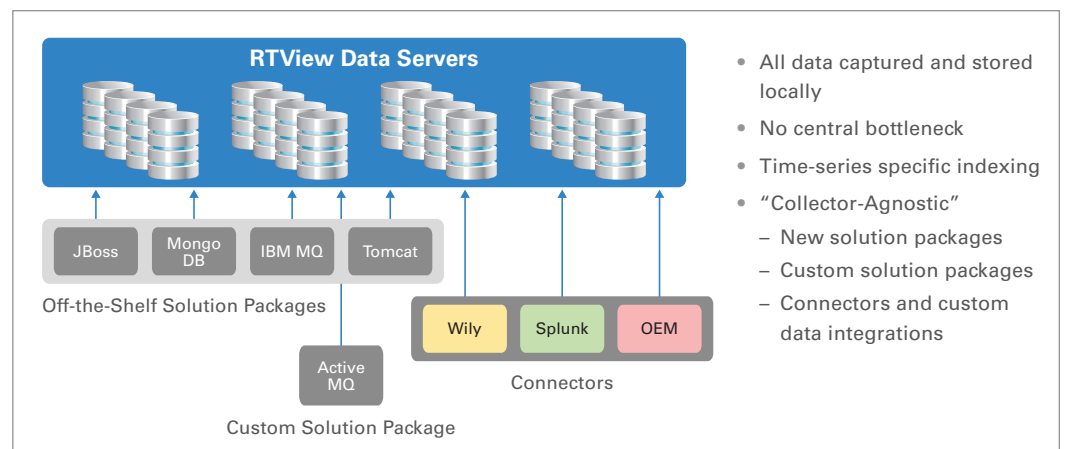 RTView Data Servers
JBoss
Mongo
DB
IBM MQ
Tomcat
Off-the-Shelf Solution Packages
Active
MQ
Custom Solution Package
Wily
Splunk
OEM
Connectors
• All data captured and stored
locally
• No central bottleneck
• Time-series specific indexing
• “Collector-Agnostic”
– New solution packages
– Custom solution packages
– Connectors and custom
data integrations